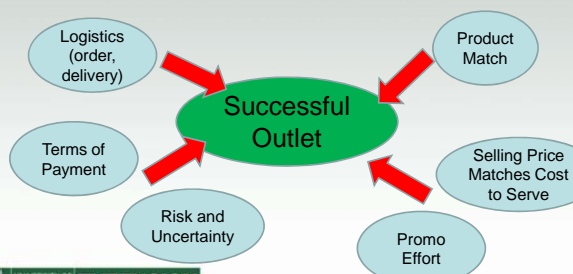 Logistics
(order,
delivery)
Product
Match
Successful
Outlet
Terms of
Payment
Selling Price
Matches Cost
to Serve
Risk and
Uncertainty
Promo
Effort